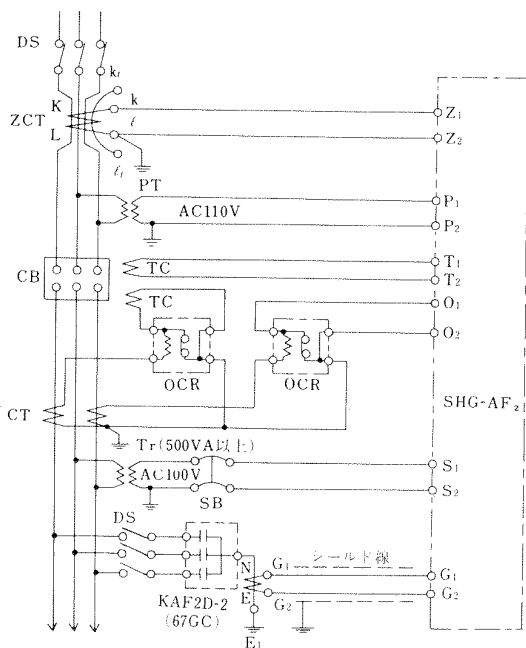 DS
k₁
K
k
ℓ
ZCT
L
ℓ₁
Z₁
Z₂
PT
AC110V
P₁
P₂
T₁
TC
T₂
CB
TC
O₁
O₂
OCR
OCR
SHG-AF₂
CT
Tr(500VA以上)
AC100V
S₁
SB
S₂
DS
N
G₁
シールド線
G₁
E
G₂
G₂
KAF2D-2
(67GC)
E₁